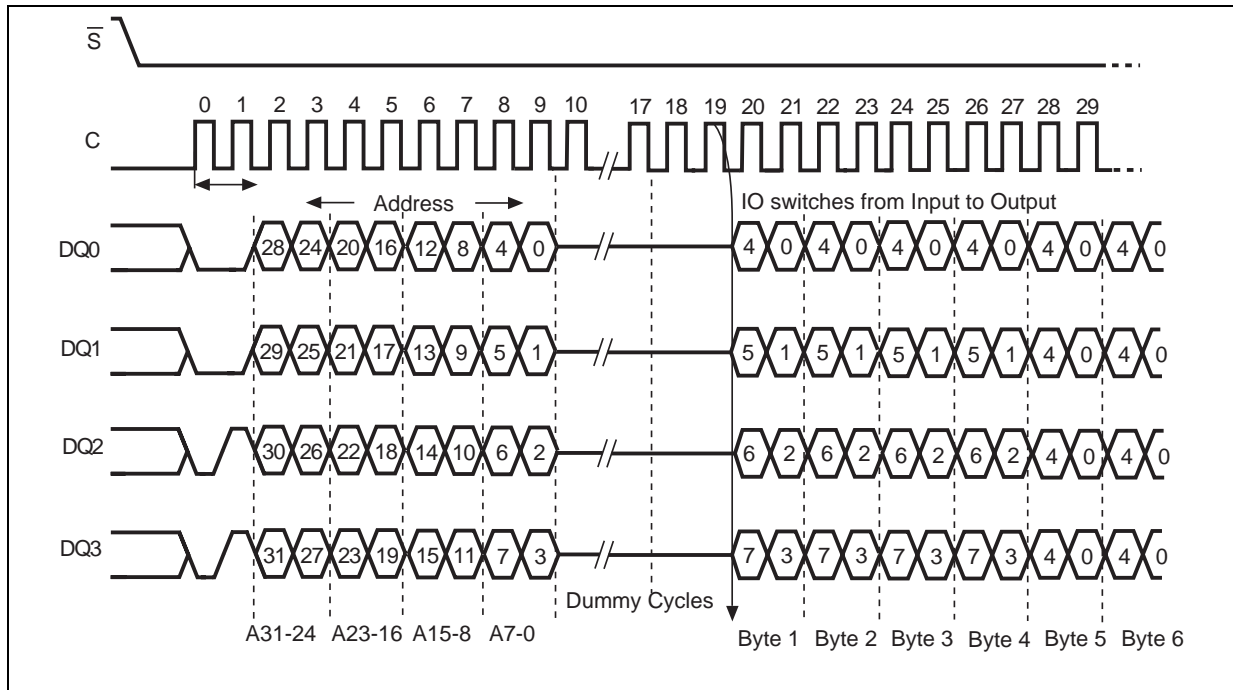 S
0 1 2 3 4 5 6 7 8 9 10 17 18 19 20 21 22 23 24 25 26 27 28 29
C
Address
IO switches from Input to Output
DQ0 28 24 20 16 12 8 4 0 4 0 4 0 4 0 4 0 4 0 4 0
DQ1 29 25 21 17 13 9 5 1 5 1 5 1 5 1 5 1 4 0 4 0
DQ2 30 26 22 18 14 10 6 2 6 2 6 2 6 2 6 2 4 0 4 0
DQ3 31 27 23 19 15 11 7 3 7 3 7 3 7 3 7 3 4 0 4 0
Dummy Cycles
A31-24 A23-16 A15-8 A7-0 Byte 1 Byte 2 Byte 3 Byte 4 Byte 5 Byte 6